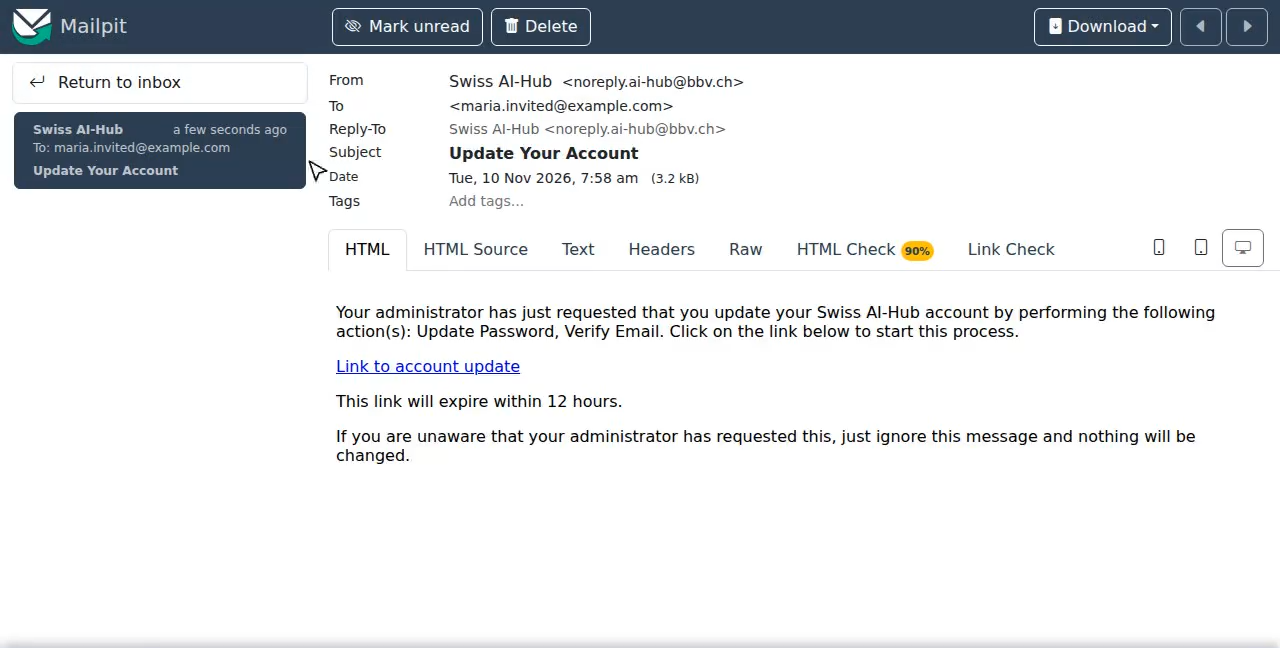 Mailpit
Mark unread
Delete
Download
Return to inbox
Swiss AI-Hub a few seconds ago
To: maria.invited@example.com
Update Your Account
From Swiss AI-Hub <noreply.ai-hub@bbv.ch>
To <maria.invited@example.com>
Reply-To Swiss AI-Hub <noreply.ai-hub@bbv.ch>
Subject Update Your Account
Date Tue, 10 Nov 2026, 7:58 am (3.2 kB)
Tags Add tags...
HTML HTML Source Text Headers Raw HTML Check 90% Link Check
Your administrator has just requested that you update your Swiss AI-Hub account by performing the following
action(s): Update Password, Verify Email. Click on the link below to start this process.
Link to account update
This link will expire within 12 hours.
If you are unaware that your administrator has requested this, just ignore this message and nothing will be
changed.